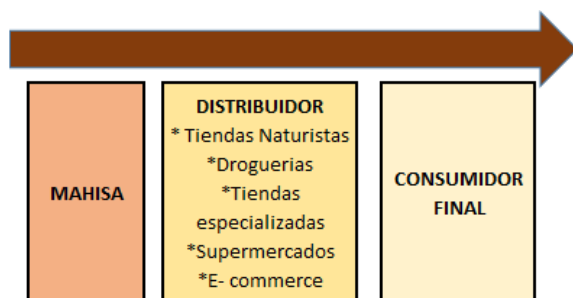 MAHISA
DISTRIBUIDOR
* Tiendas Naturistas
*Droguerias
*Tiendas
especializadas
*Supermercados
*E- commerce
CONSUMIDOR
FINAL